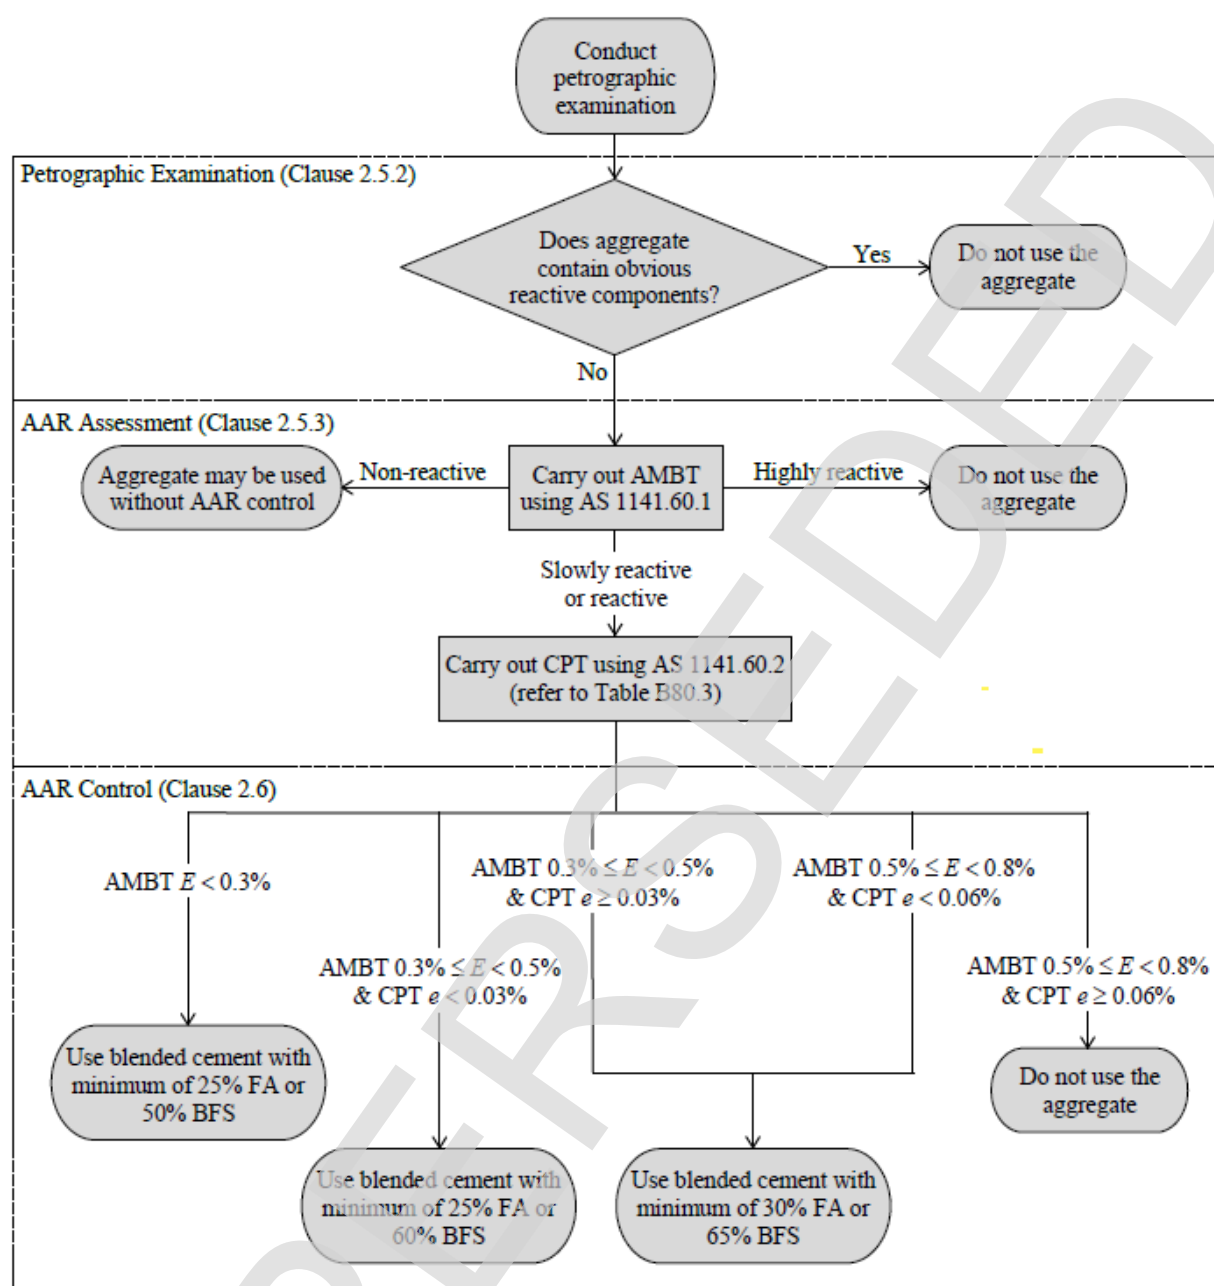 Conduct
petrographic
examination
Petrographic Examination (Clause 2.5.2)
Does aggregate
contain obvious
reactive components?
Yes
Do not use the
aggregate
No
AAR Assessment (Clause 2.5.3)
Aggregate may be used
without AAR control
Non-reactive
Carry out AMBT
using AS 1141.60.1
Highly reactive
Do not use the
aggregate
Slowly reactive
or reactive
Carry out CPT using AS 1141.60.2
(refer to Table B80.3)
AAR Control (Clause 2.6)
AMBT E < 0.3%
AMBT 0.3% ≤ E < 0.5%
& CPT e < 0.03%
AMBT 0.3% ≤ E < 0.5%
& CPT e ≥ 0.03%
AMBT 0.5% ≤ E < 0.8%
& CPT e < 0.06%
AMBT 0.5% ≤ E < 0.8%
& CPT e ≥ 0.06%
Use blended cement with
minimum of 25% FA or
50% BFS
Use blended cement with
minimum of 25% FA or
60% BFS
Use blended cement with
minimum of 30% FA or
65% BFS
Do not use the
aggregate
PERSEDED